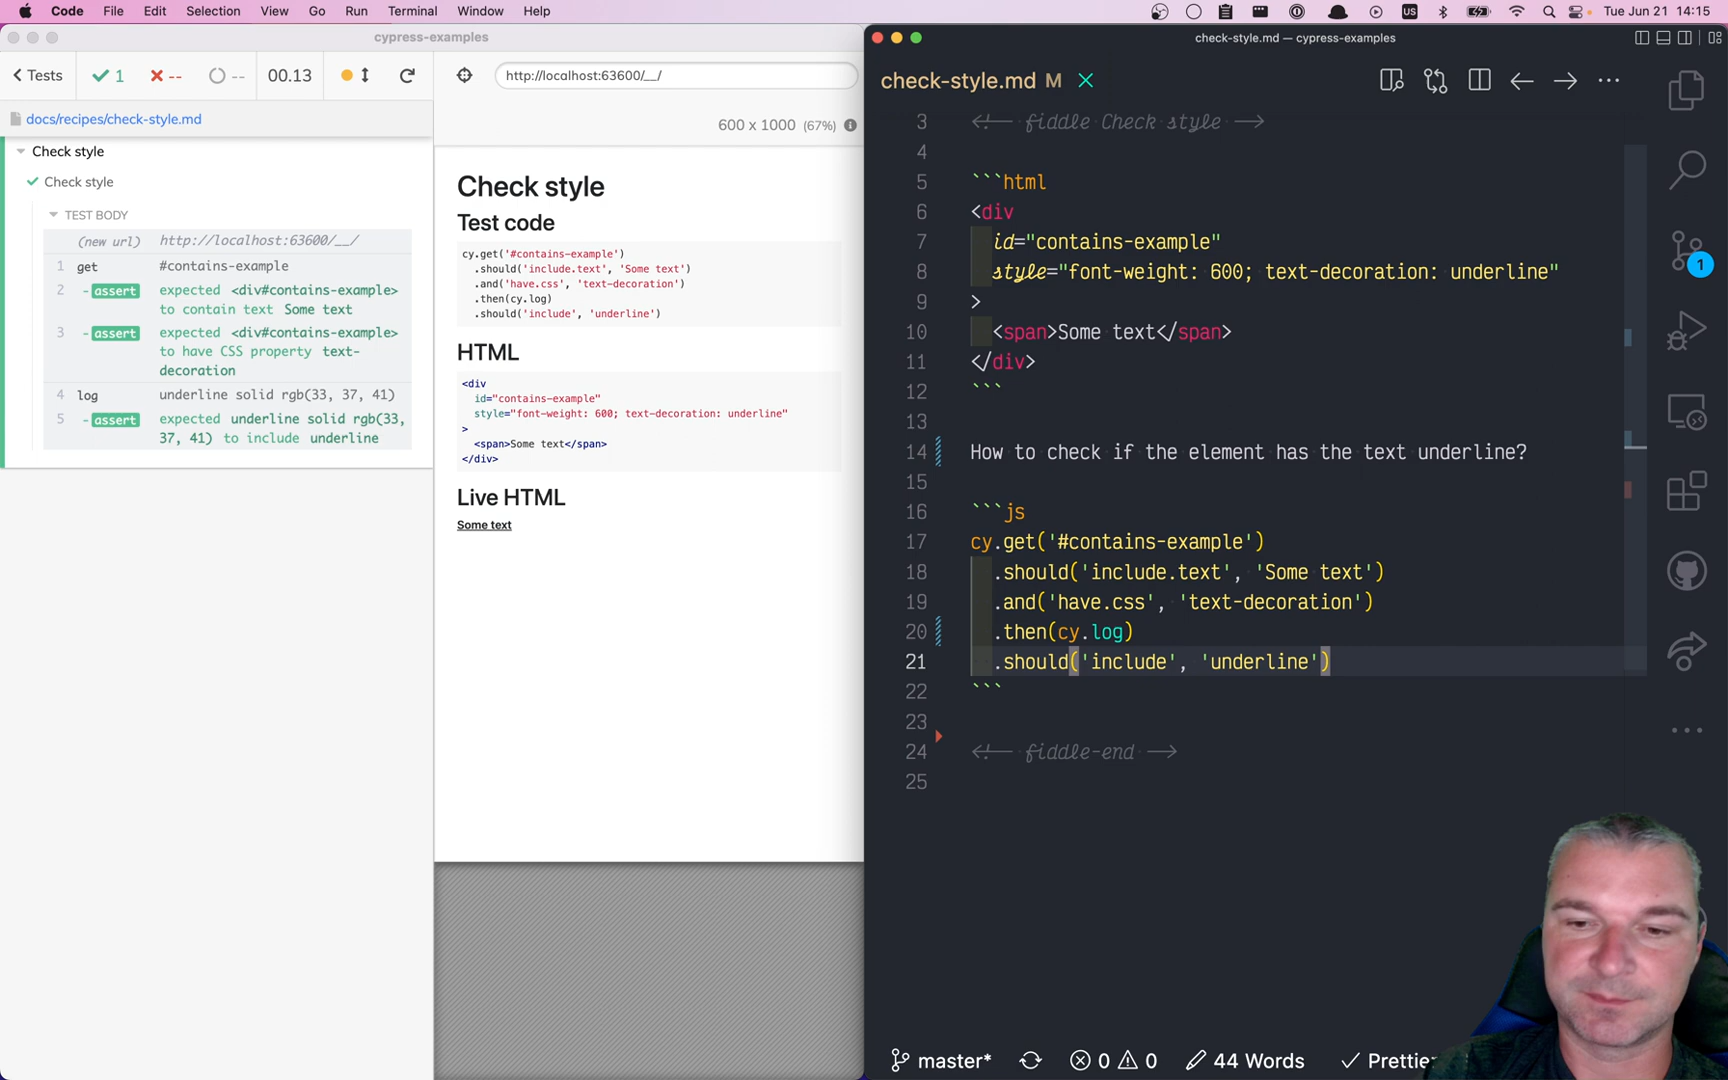 Code File Edit Selection View Go Run Terminal Window Help
US Tue Jun 21 14:15
cypress-examples
Tests 1 -- -- 00.13
docs/recipes/check-style.md
Check style
Check style
TEST BODY
(new url) http://localhost:63600/__/
1 get #contains-example
2 -assert expected <div#contains-example>
to contain text Some text
3 -assert expected <div#contains-example>
to have CSS property text-
decoration
4 log underline solid rgb(33, 37, 41)
5 -assert expected underline solid rgb(33,
37, 41) to include underline
http://localhost:63600/__/
600 x 1000 (67%)
Check style
Test code
cy.get('#contains-example')
.should('include.text', 'Some text')
.and('have.css', 'text-decoration')
.then(cy.log)
.should('include', 'underline')
HTML
<div
id="contains-example"
style="font-weight: 600; text-decoration: underline"
>
<span>Some text</span>
</div>
Live HTML
Some text
check-style.md — cypress-examples
check-style.md M
3 <!-- fiddle Check style -->
4
5 ```html
6 <div
7 id="contains-example"
8 style="font-weight: 600; text-decoration: underline"
9 >
10 <span>Some text</span>
11 </div>
12 ```
13
14 How to check if the element has the text underline?
15
16 ```js
17 cy.get('#contains-example')
18 .should('include.text', 'Some text')
19 .and('have.css', 'text-decoration')
20 .then(cy.log)
21 .should('include', 'underline')
22 ```
23
24 <!-- fiddle-end -->
25
1
master* 0 0 44 Words Prettie